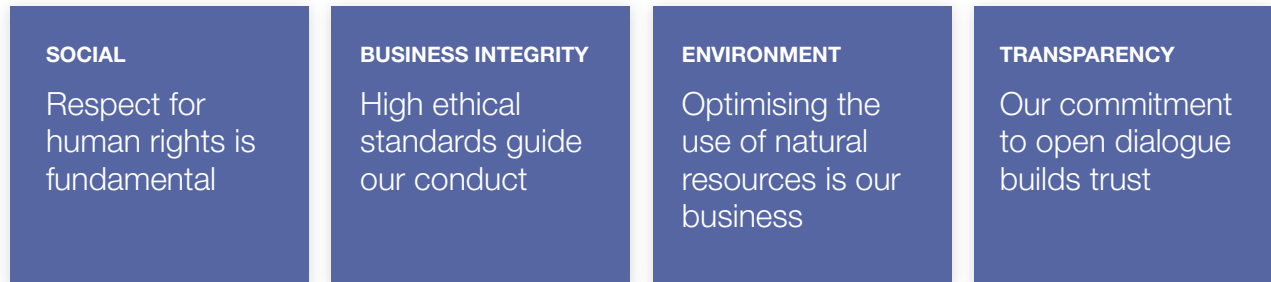 SOCIAL
Respect for
human rights is
fundamental
BUSINESS INTEGRITY
High ethical
standards guide
our conduct
ENVIRONMENT
Optimising the
use of natural
resources is our
business
TRANSPARENCY
Our commitment
to open dialogue
builds trust